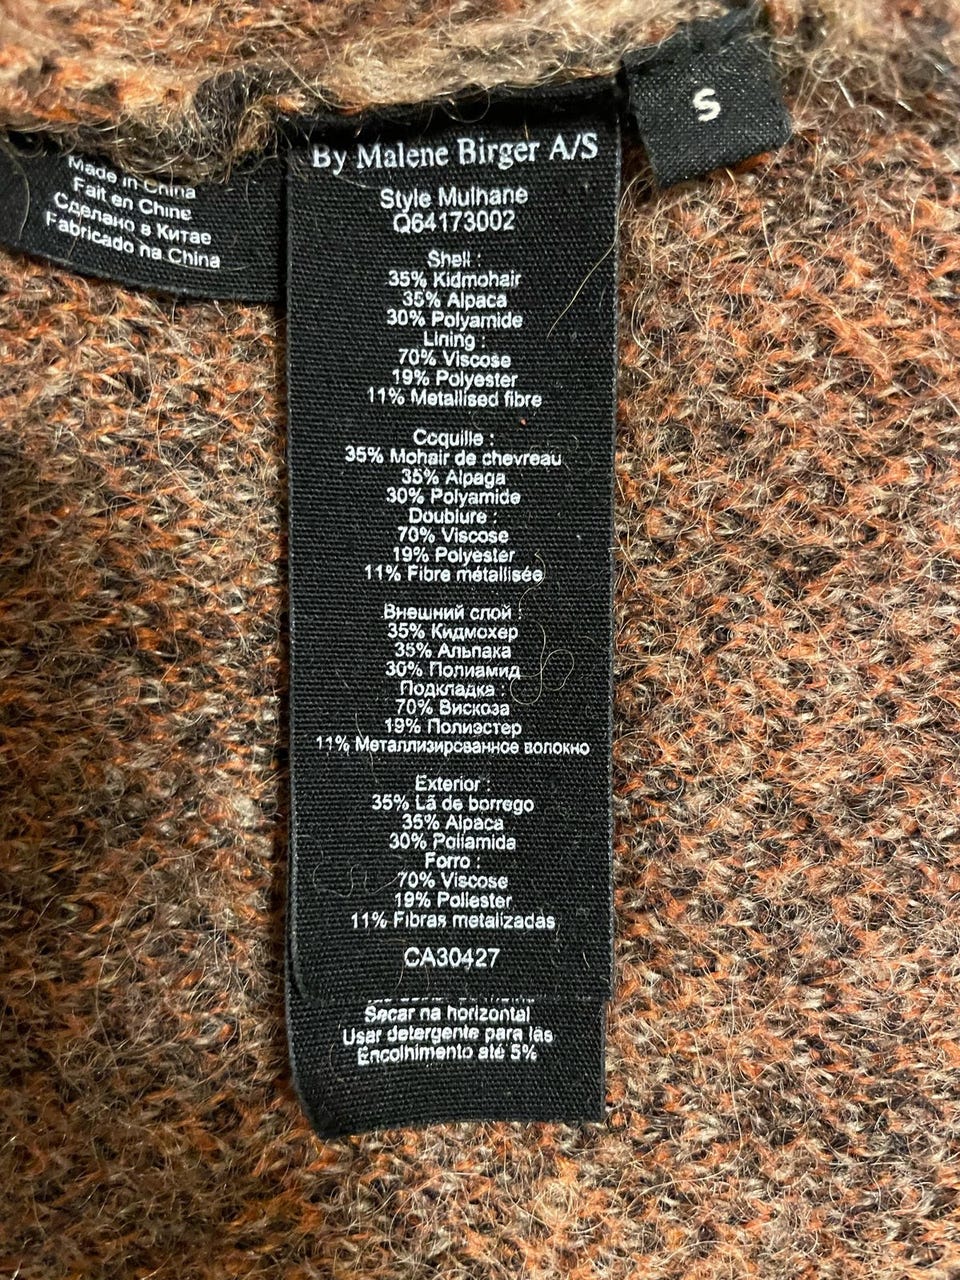 S
By Malene Birger A/S
Style Mulhane
Q64173002
Shell :
35% Kidmohair
35% Alpaca
30% Polyamide
Lining :
70% Viscose
19% Polyester
11% Metallised fibre
Coquille :
35% Mohair de chevreau
35% Alpaga
30% Polyamide
Doublure :
70% Viscose
19% Polyester
11% Fibre métallisée
Внешний слой :
35% Кидмохер
35% Альпака
30% Полиамид
Подкладка :
70% Вискоза
19% Полиэстер
11% Металлизированное волокно
Exterior :
35% Lã de borrego
35% Alpaca
30% Poliamida
Forro :
70% Viscose
19% Poliester
11% Fibras metalizadas
CA30427
Secar na horizontal
Usar detergente para lãs
Encolhimento até 5%
Made in China
Fait en Chine
Сделано в Китае
Fabricado na China